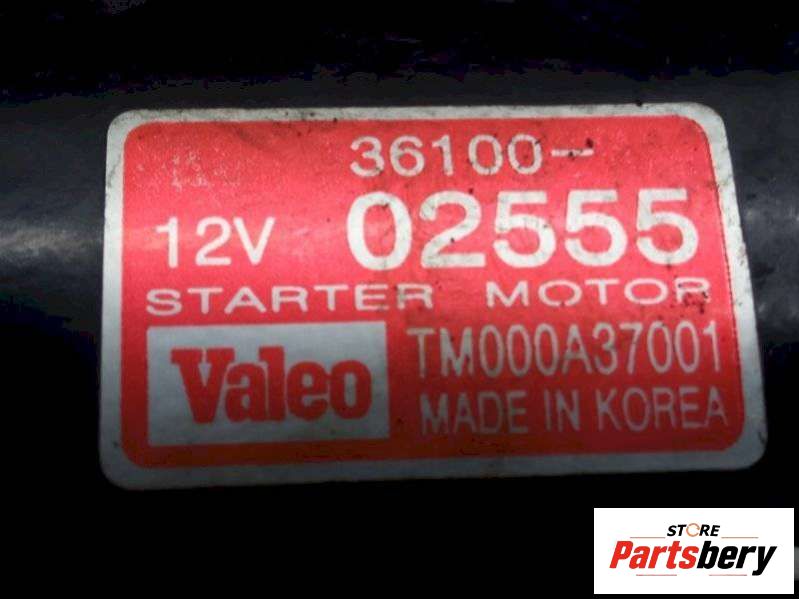 36100-
12V 02555
STARTER MOTOR
Valeo TM000A37001
MADE IN KOREA
STORE
Partsbery